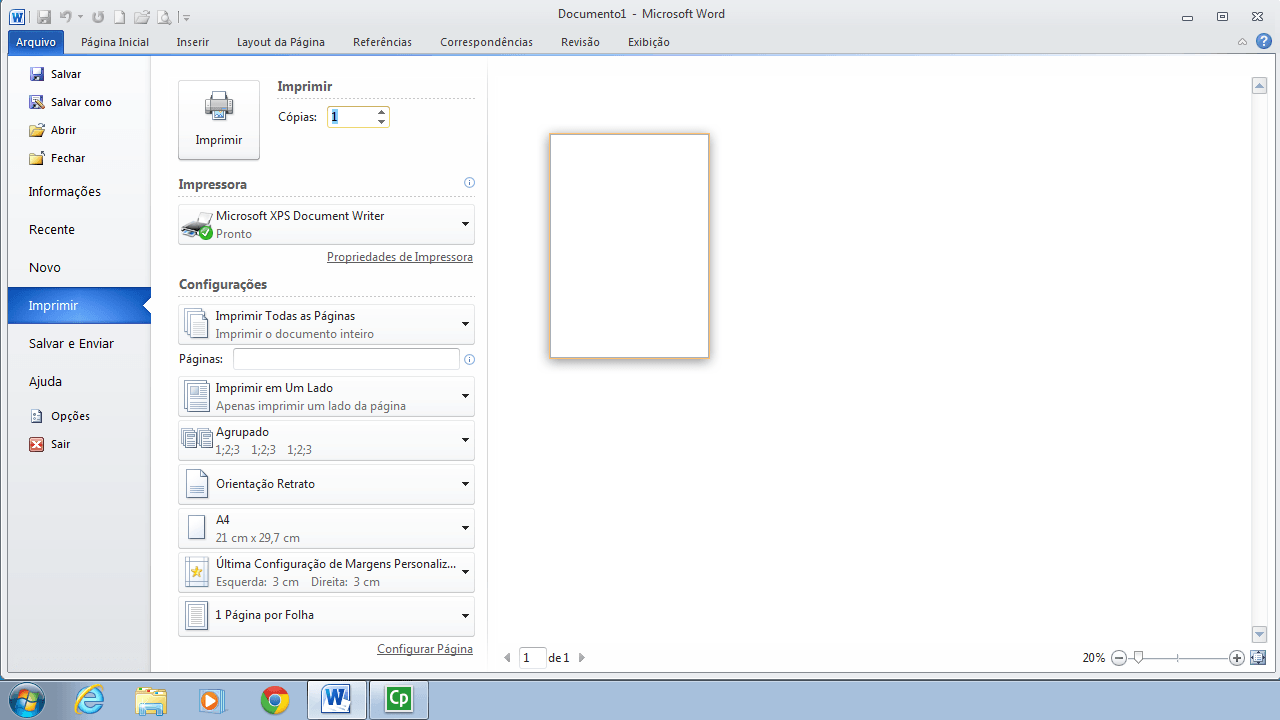 Documento1 - Microsoft Word
Arquivo Página Inicial Inserir Layout da Página Referências Correspondências Revisão Exibição
Salvar
Salvar como
Abrir
Fechar
Informações
Recente
Novo
Imprimir
Salvar e Enviar
Ajuda
Opções
Sair
Imprimir
Imprimir
Cópias: 1
Impressora
Microsoft XPS Document Writer
Pronto
Propriedades de Impressora
Configurações
Imprimir Todas as Páginas
Imprimir o documento inteiro
Páginas:
Imprimir em Um Lado
Apenas imprimir um lado da página
Agrupado
1;2;3 1;2;3 1;2;3
Orientação Retrato
A4
21 cm x 29,7 cm
Última Configuração de Margens Personaliz...
Esquerda: 3 cm Direita: 3 cm
1 Página por Folha
Configurar Página
1 de 1
20%
Cp